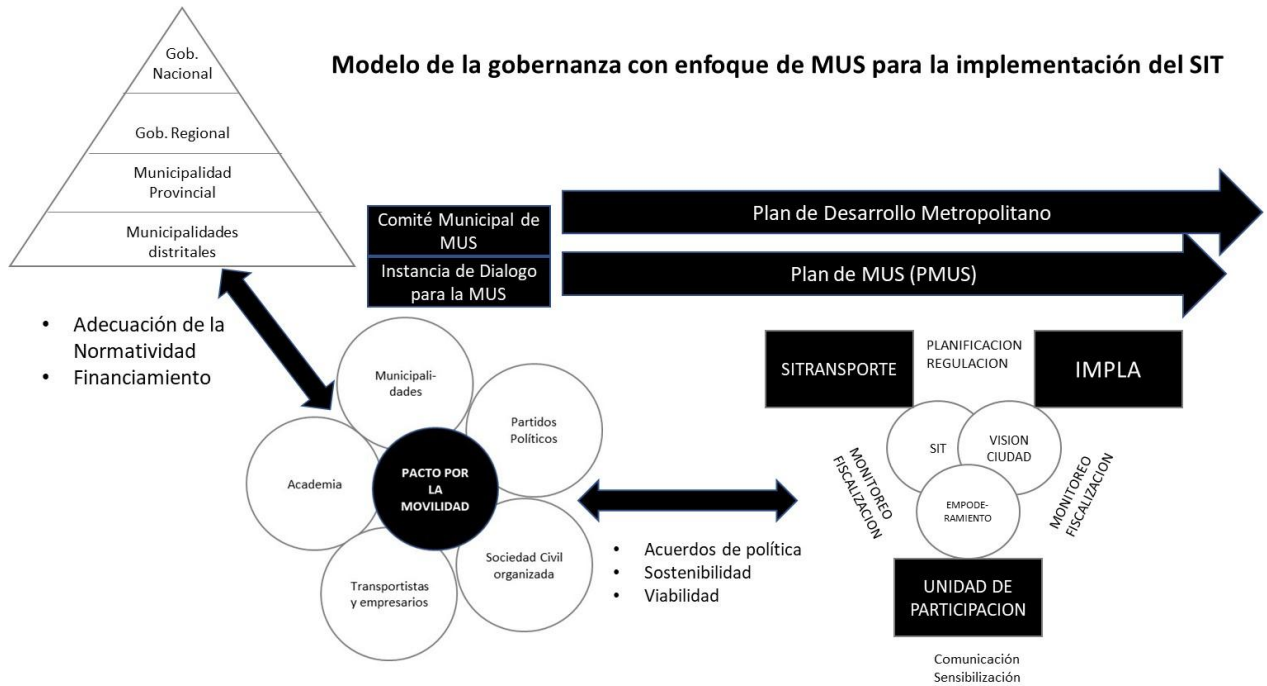 Modelo de la gobernanza con enfoque de MUS para la implementación del SIT
Gob.
Nacional
Gob. Regional
Municipalidad
Provincial
Municipalidades
distritales
• Adecuación de la
Normatividad
• Financiamiento
Comité Municipal de
MUS
Instancia de Dialogo
para la MUS
Plan de Desarrollo Metropolitano
Plan de MUS (PMUS)
Municipali-
dades
Partidos
Políticos
Academia
PACTO POR
LA
MOVILIDAD
Sociedad Civil
organizada
Transportistas
y empresarios
• Acuerdos de política
• Sostenibilidad
• Viabilidad
SITRANSPORTE
PLANIFICACION
REGULACION
IMPLA
SIT
VISION
CIUDAD
EMPODE-
RAMIENTO
MONITOREO
FISCALIZACION
MONITOREO
FISCALIZACION
UNIDAD DE
PARTICIPACION
Comunicación
Sensibilización